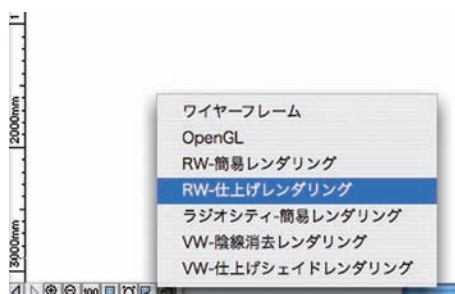 2000mm
3000mm
ワイヤーフレーム
OpenGL
RW-簡易レンダリング
RW-仕上げレンダリング
ラジオシティ-簡易レンダリング
VW-陰線消去レンダリング
VW-仕上げシェイドレンダリング
100